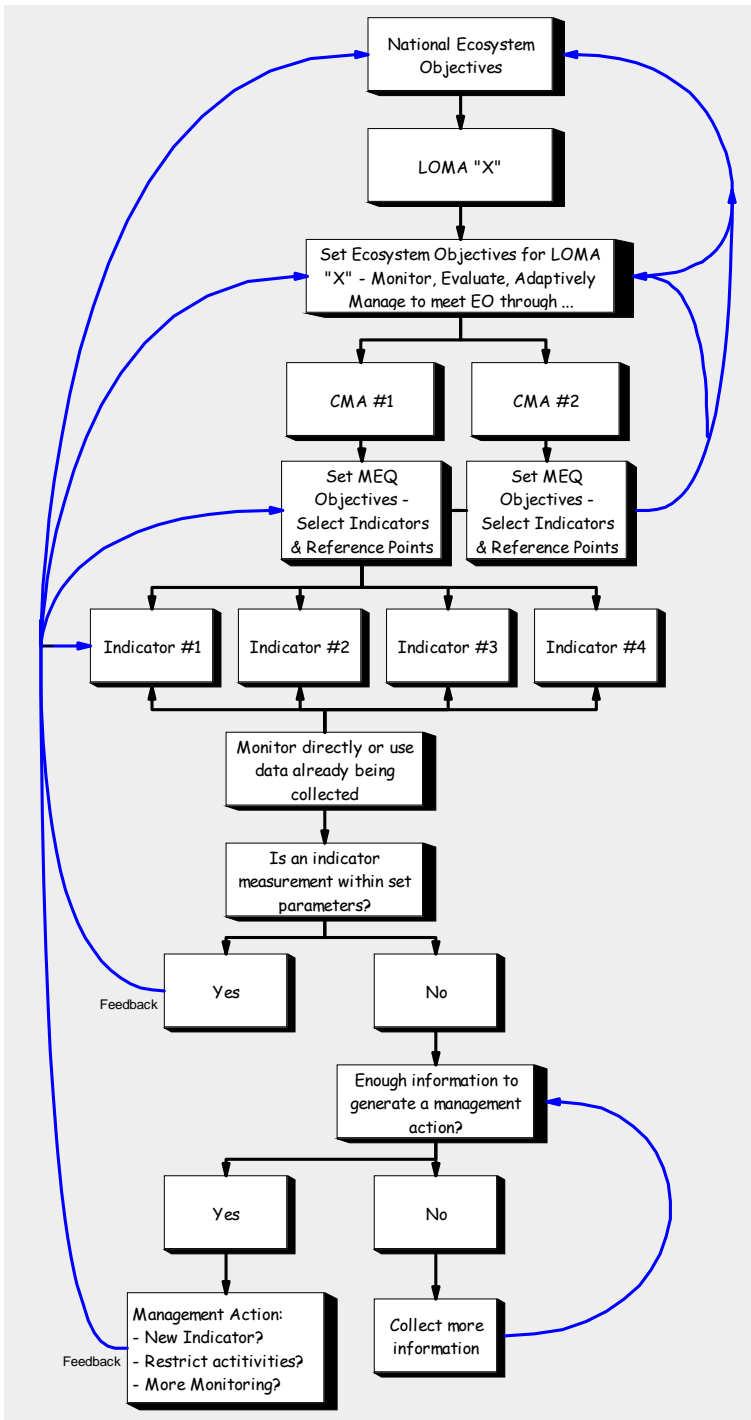 National Ecosystem
Objectives
LOMA "X"
Set Ecosystem Objectives for LOMA
"X" - Monitor, Evaluate, Adaptively
Manage to meet EO through ...
CMA #1
CMA #2
Set MEQ
Objectives -
Select Indicators
& Reference Points
Set MEQ
Objectives -
Select Indicators
& Reference Points
Indicator #1
Indicator #2
Indicator #3
Indicator #4
Monitor directly or use
data already being
collected
Is an indicator
measurement within set
parameters?
Yes
No
Feedback
Enough information to
generate a management
action?
Yes
No
Management Action:
- New Indicator?
- Restrict actitivities?
- More Monitoring?
Feedback
Collect more
information